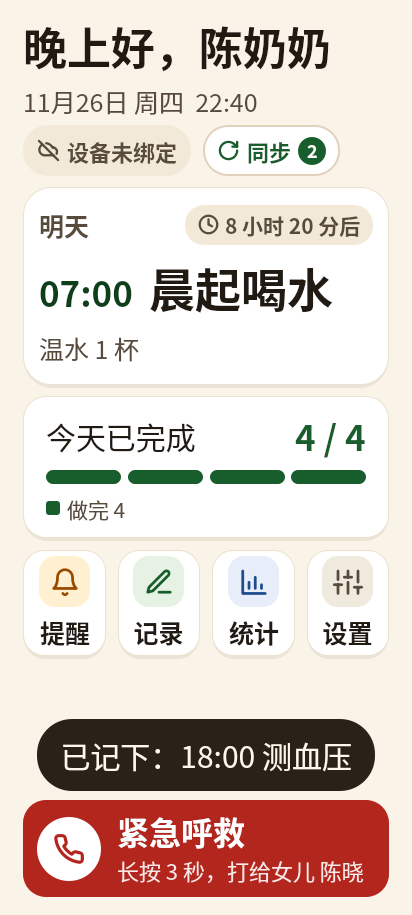 晚上好，陈奶奶
11月26日 周四 22:40
设备未绑定
同步 2
明天
8 小时 20 分后
07:00 晨起喝水
温水 1 杯
今天已完成 4 / 4
做完 4
提醒 记录 统计 设置
已记下：18:00 测血压
紧急呼救
长按 3 秒，打给女儿 陈晓